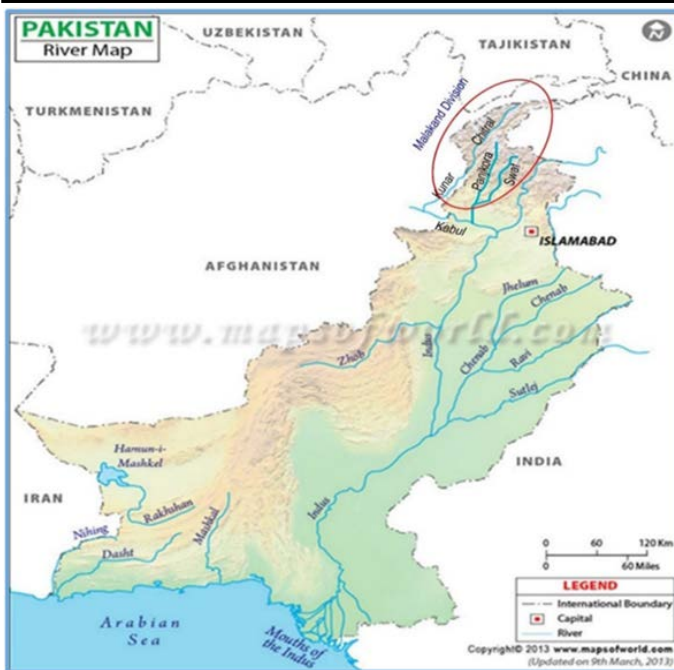 PAKISTAN
River Map
UZBEKISTAN
TAJIKISTAN
CHINA
TURKMENISTAN
Malakand Division
Chitral
Panjkora
Swat
Kunar
Kabul
ISLAMABAD
AFGHANISTAN
Jhelum
Chenab
www.mapsofworld.com
Zhob
Indus
Chenab
Ravi
Sutlej
INDIA
Hamun-i-
Mashkel
IRAN
Rakhshan
Mashkal
Indus
Nihing
Dasht
0 60 120 Km
0 60 Miles
LEGEND
International Boundary
Capital
River
Arabian
Sea
Mouths of
the Indus
Copyright© 2013 www.mapsofworld.com
(Updated on 9th March, 2013)